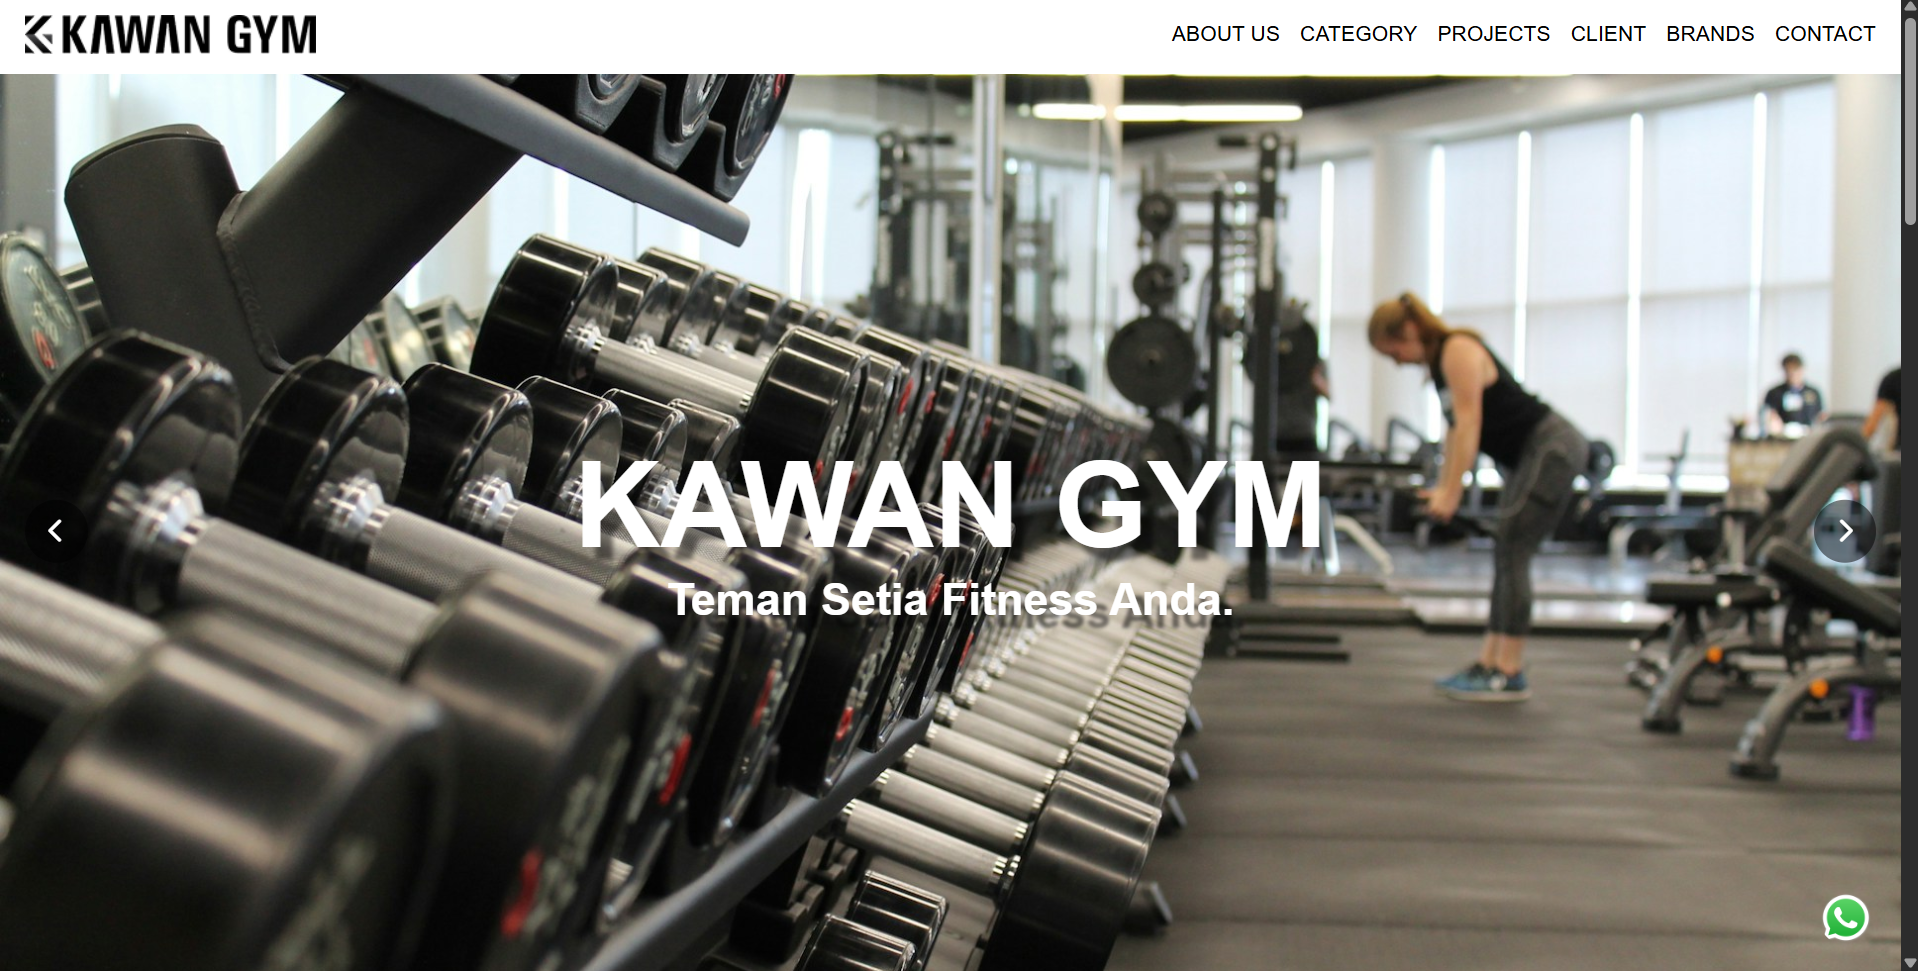 KAWAN GYM
ABOUT US CATEGORY PROJECTS CLIENT BRANDS CONTACT
KAWAN GYM
Teman Setia Fitness Anda.